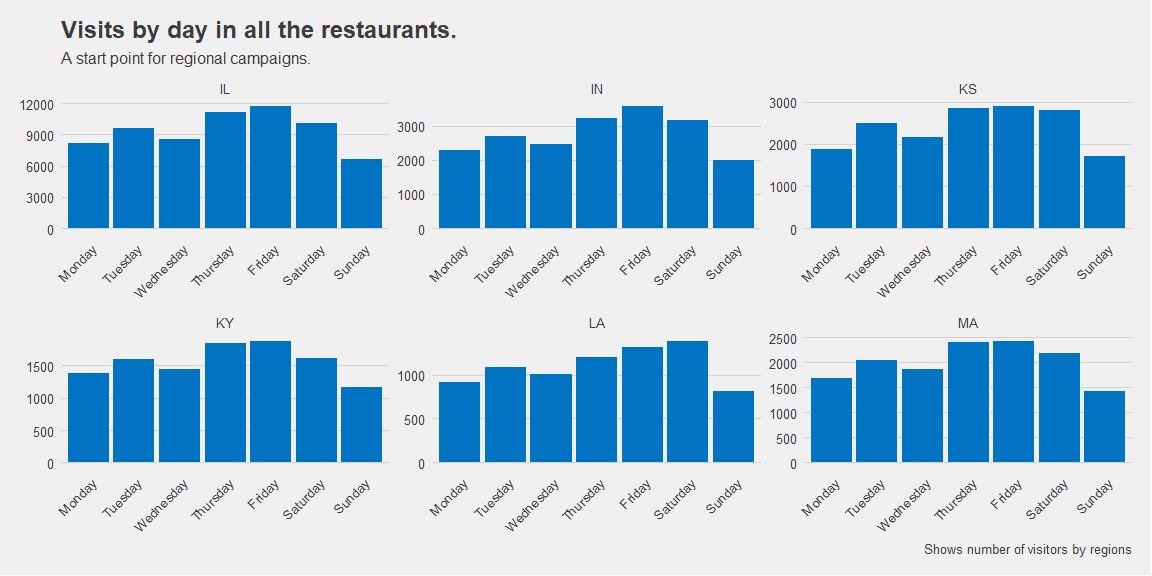 Visits by day in all the restaurants.
A start point for regional campaigns.
IL
12000
9000
6000
3000
0
Monday
Tuesday
Wednesday
Thursday
Friday
Saturday
Sunday
IN
3000
2000
1000
0
Monday
Tuesday
Wednesday
Thursday
Friday
Saturday
Sunday
KS
3000
2000
1000
0
Monday
Tuesday
Wednesday
Thursday
Friday
Saturday
Sunday
KY
1500
1000
500
0
Monday
Tuesday
Wednesday
Thursday
Friday
Saturday
Sunday
LA
1000
500
0
Monday
Tuesday
Wednesday
Thursday
Friday
Saturday
Sunday
MA
2500
2000
1500
1000
500
0
Monday
Tuesday
Wednesday
Thursday
Friday
Saturday
Sunday
Shows number of visitors by regions